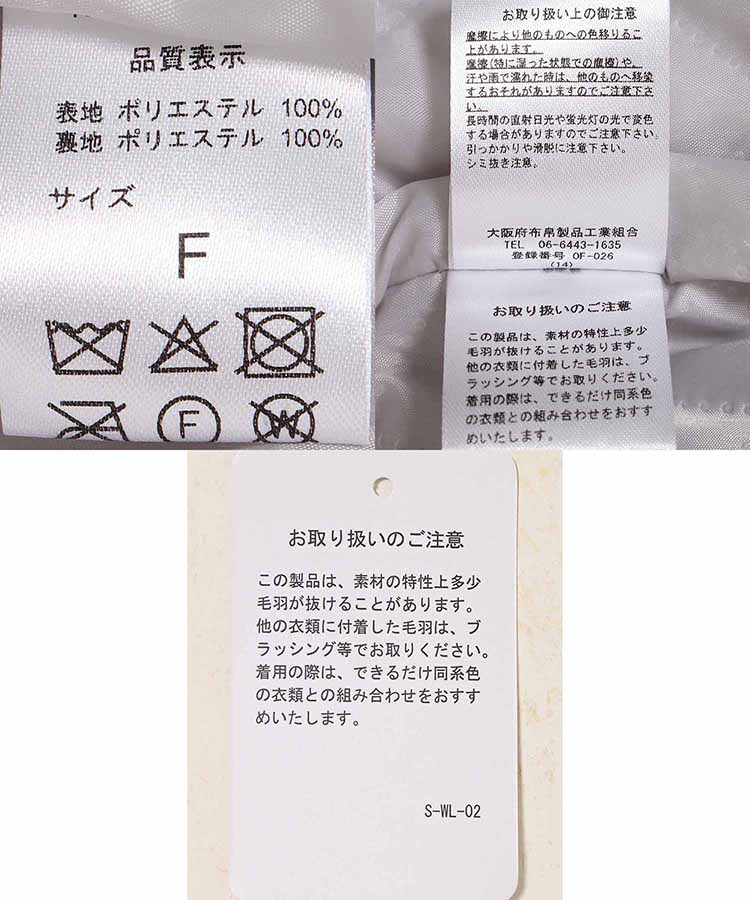 品質表示
表地 ポリエステル 100%
裏地 ポリエステル 100%
サイズ
F
F
W
お取り扱い上の御注意
摩擦により他のものへの色移りるこ
上があります。
摩擦(特に湿った状態での摩擦)や、
汗や雨で濡れた時は、他のものへ移染
するおそれがありますのでご注意下さ
い。
長時間の直射日光や蛍光灯の光で変色
する場合がありますのでご注意下さい。
引っかかりや滑脱に注意下さい。
シミ抜き注意。
大阪府布帛製品工業組合
TEL 06-6443-1635
登録番号 OF-026
(14)
お取り扱いのご注意
この製品は、素材の特性上多少
毛羽が抜けることがあります。
他の衣類に付着した毛羽は、ブ
ラッシング等でお取りください。
着用の際は、できるだけ同系色
の衣類との組み合わせをおすす
めいたします。
お取り扱いのご注意
この製品は、素材の特性上多少
毛羽が抜けることがあります。
他の衣類に付着した毛羽は、ブ
ラッシング等でお取りください。
着用の際は、できるだけ同系色
の衣類との組み合わせをおすす
めいたします。
S-WL-02